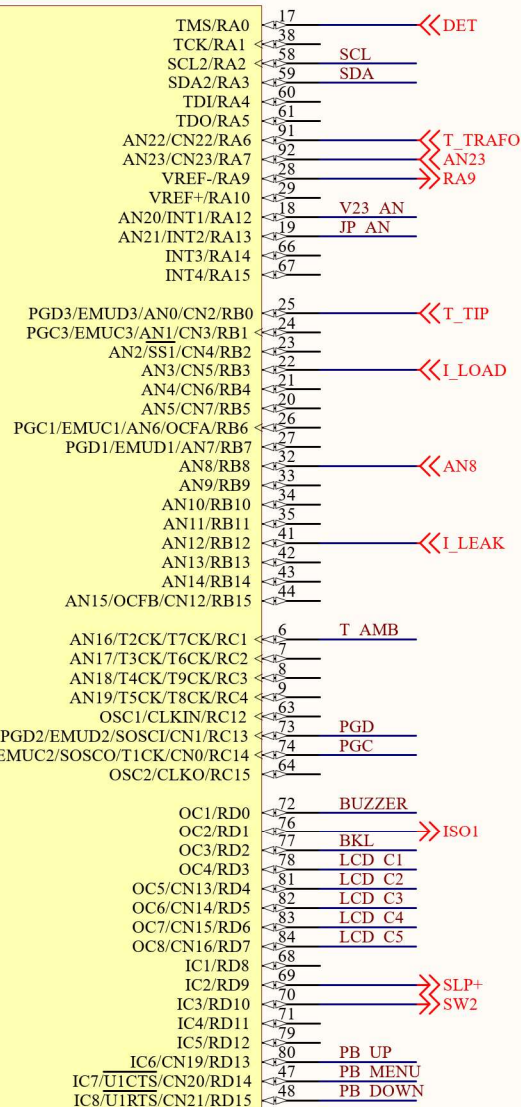 TMS/RA0 17 DET
TCK/RA1 38
SCL2/RA2 58 SCL
SDA2/RA3 59 SDA
TDI/RA4 60
TDO/RA5 61
AN22/CN22/RA6 91 T_TRAFO
AN23/CN23/RA7 92 AN23
VREF-/RA9 28 RA9
VREF+/RA10 29
AN20/INT1/RA12 18 V23_AN
AN21/INT2/RA13 19 JP_AN
INT3/RA14 66
INT4/RA15 67
PGD3/EMUD3/AN0/CN2/RB0 25 T_TIP
PGC3/EMUC3/AN1/CN3/RB1 24
AN2/SS1/CN4/RB2 23
AN3/CN5/RB3 22 I_LOAD
AN4/CN6/RB4 21
AN5/CN7/RB5 20
PGC1/EMUC1/AN6/OCFA/RB6 26
PGD1/EMUD1/AN7/RB7 27
AN8/RB8 32 AN8
AN9/RB9 33
AN10/RB10 34
AN11/RB11 35
AN12/RB12 41 I_LEAK
AN13/RB13 42
AN14/RB14 43
AN15/OCFB/CN12/RB15 44
AN16/T2CK/T7CK/RC1 6 T_AMB
AN17/T3CK/T6CK/RC2 7
AN18/T4CK/T9CK/RC3 8
AN19/T5CK/T8CK/RC4 9
OSC1/CLKIN/RC12 63
PGD2/EMUD2/SOSCI/CN1/RC13 73 PGD
EMUC2/SOSCO/T1CK/CN0/RC14 74 PGC
OSC2/CLKO/RC15 64
OC1/RD0 72 BUZZER
OC2/RD1 76 ISO1
OC3/RD2 77 BKL
OC4/RD3 78 LCD_C1
OC5/CN13/RD4 81 LCD_C2
OC6/CN14/RD5 82 LCD_C3
OC7/CN15/RD6 83 LCD_C4
OC8/CN16/RD7 84 LCD_C5
IC1/RD8 68
IC2/RD9 69 SLP+
IC3/RD10 70 SW2
IC4/RD11 71
IC5/RD12 79
IC6/CN19/RD13 80 PB_UP
IC7/U1CTS/CN20/RD14 47 PB_MENU
IC8/U1RTS/CN21/RD15 48 PB_DOWN